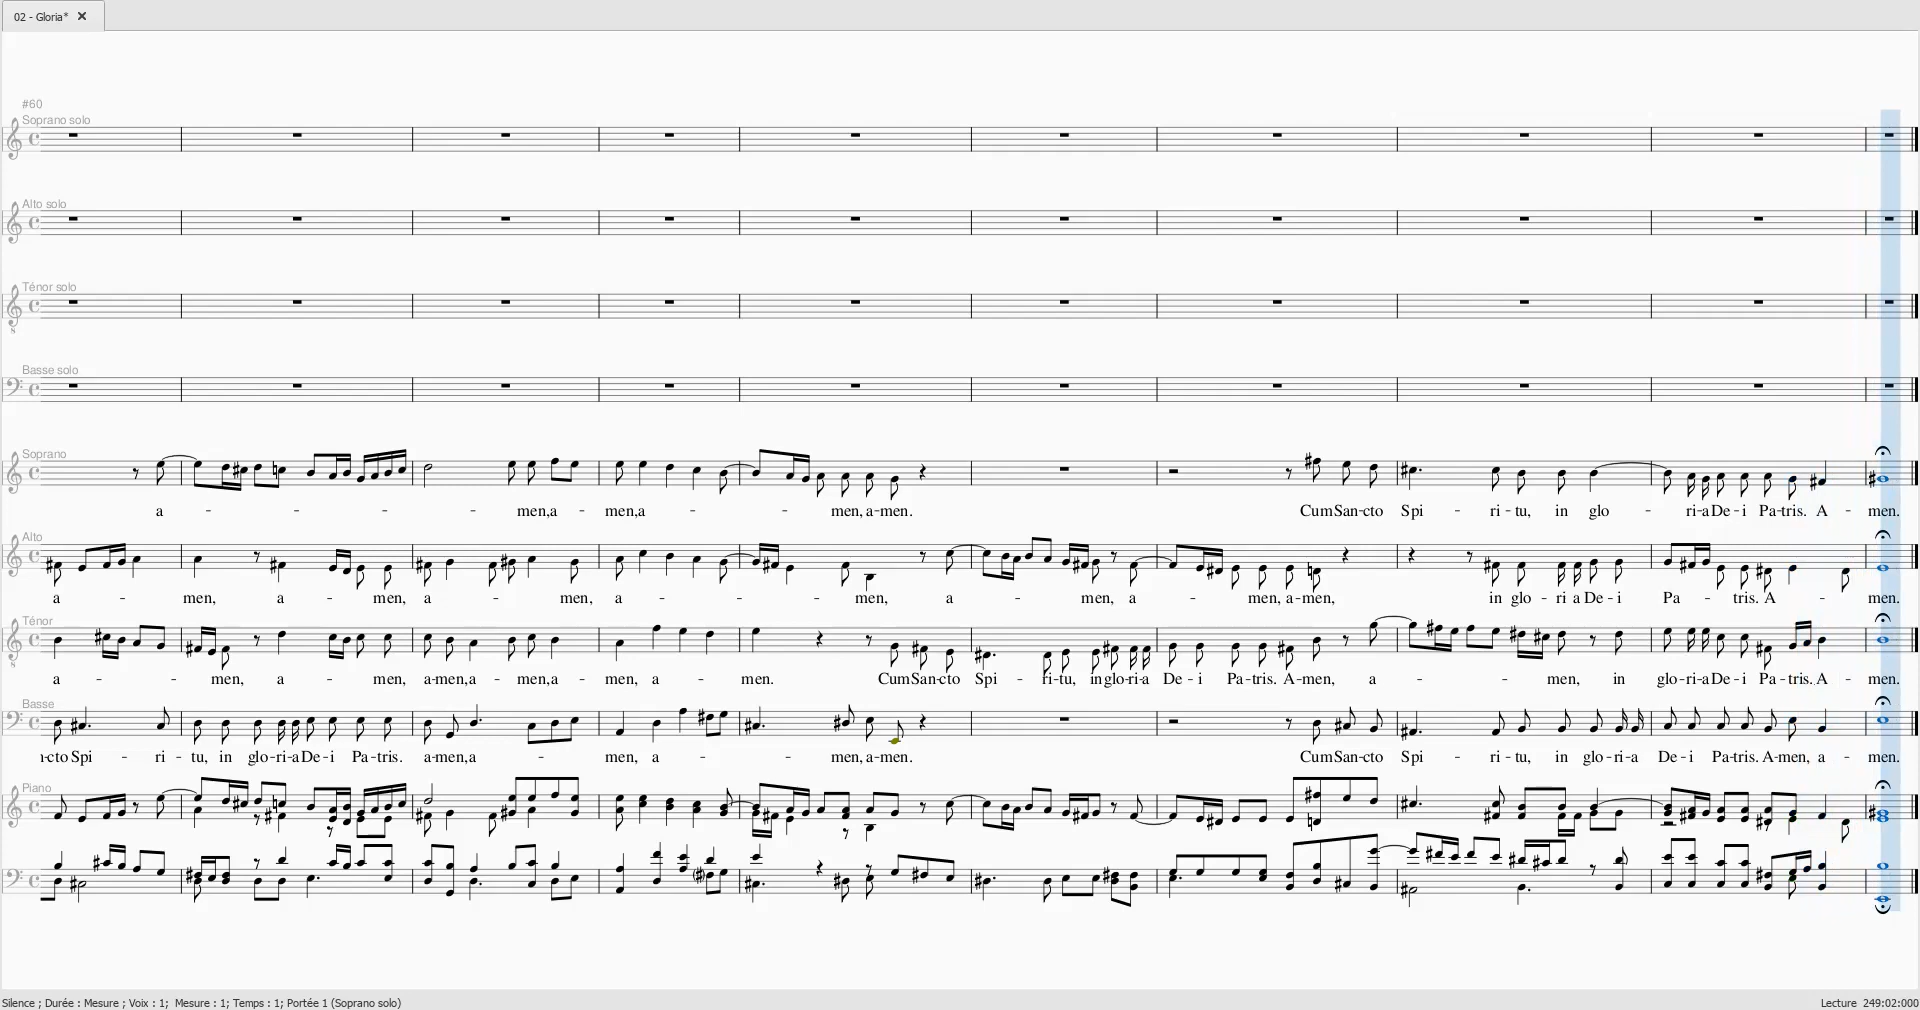 02 - Gloria*
#60
Soprano solo
Alto solo
Ténor solo
Basse solo
Soprano
a - - - - - - - men,a - men,a - - - men, a-men. CumSan-cto Spi - ri - tu, in glo - ri-aDe-i Pa-tris. A - men.
Alto
a - - men, a - - men, a - - men, a - - - - men, a - - - men, a - - men, a-men, in glo - ri a De-i Pa - - tris. A - - men.
Ténor
a - - - men, a - - men, a-men,a - men,a - men, a - men. CumSan-cto Spi - ri-tu, inglo-ri-a De-i Pa-tris. A-men, a - - - - men, in glo-ri-aDe-i Pa-tris. A - men.
Basse
ı-cto Spi - ri - tu, in glo-ri-aDe-i Pa-tris. a-men,a - - men, a - - - men, a-men. CumSan-cto Spi - ri - tu, in glo-ri-a De-i Pa-tris. A-men, a - men.
Piano
Silence ; Durée : Mesure ; Voix : 1; Mesure : 1; Temps : 1; Portée 1 (Soprano solo)
Lecture 249:02:000